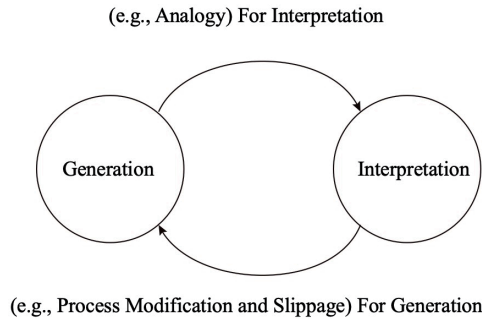 (e.g., Analogy) For Interpretation
Generation
Interpretation
(e.g., Process Modification and Slippage) For Generation